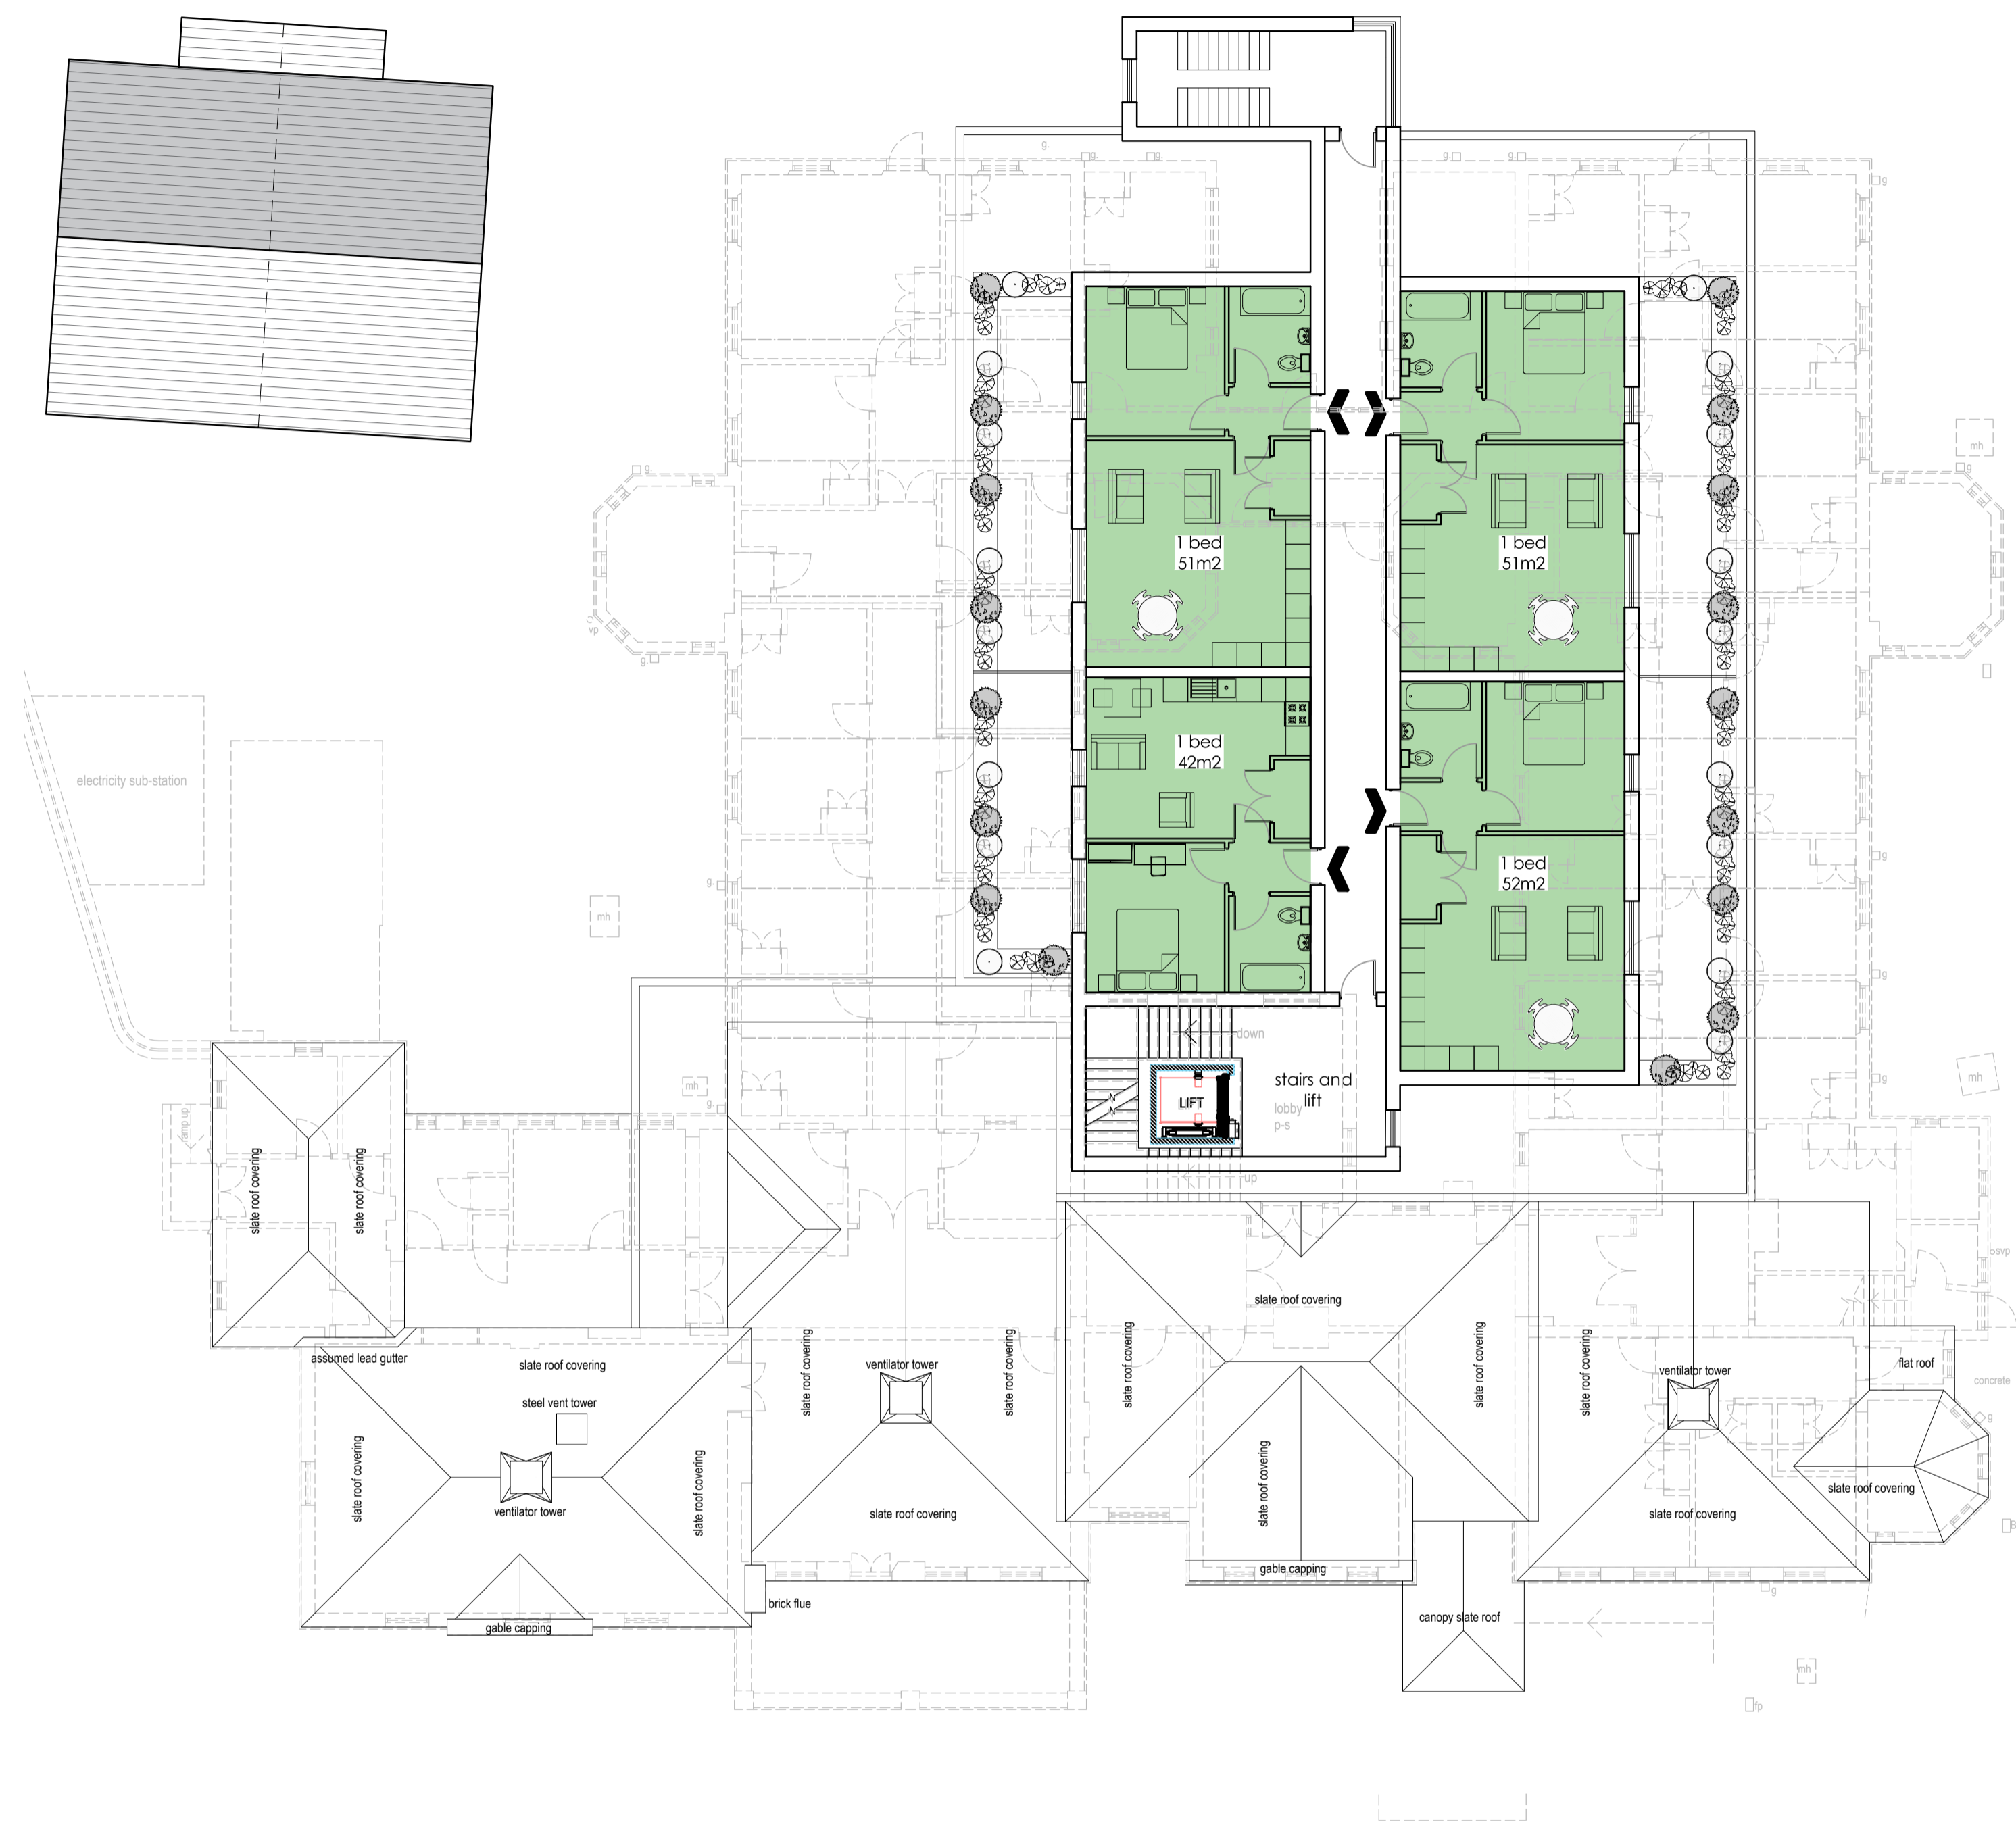 g.
g.
g.
g.
g.
g
1 bed
51m2
1 bed
51m2
mh
g
g.
vp
g.
1 bed
42m2
electricity sub-station
1 bed
52m2
g.
g
mh
g
down
stairs and
lift
LIFT
lobby
p-s
mh
g.
mh
g
ramp up
up
slate roof covering
slate roof covering
svp
slate roof covering
assumed lead gutter
slate roof covering
ventilator tower
ventilator tower
flat roof
concrete
slate roof covering
slate roof covering
slate roof covering
slate roof covering
slate roof covering
steel vent tower
g
slate roof covering
slate roof covering
slate roof covering
slate roof covering
ventilator tower
slate roof covering
slate roof covering
gable capping
g
brick flue
canopy slate roof
gable capping
mh
fp